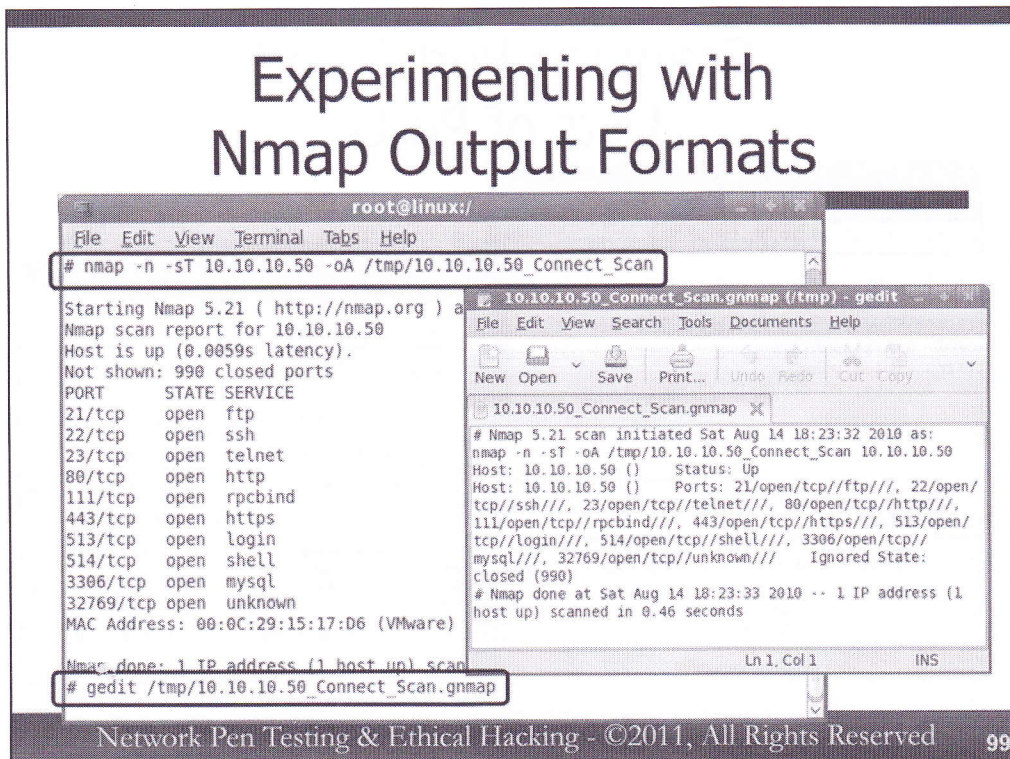 Experimenting with
Nmap Output Formats
root@linux:/
File Edit View Terminal Tabs Help
# nmap -n -sT 10.10.10.50 -oA /tmp/10.10.10.50_Connect_Scan
Starting Nmap 5.21 ( http://nmap.org ) a
Nmap scan report for 10.10.10.50
Host is up (0.0059s latency).
Not shown: 990 closed ports
PORT STATE SERVICE
21/tcp open ftp
22/tcp open ssh
23/tcp open telnet
80/tcp open http
111/tcp open rpcbind
443/tcp open https
513/tcp open login
514/tcp open shell
3306/tcp open mysql
32769/tcp open unknown
MAC Address: 00:0C:29:15:17:D6 (VMware)
Nmap done: 1 IP address (1 host up) scan
# gedit /tmp/10.10.10.50_Connect_Scan.gnmap
10.10.10.50_Connect_Scan.gnmap (/tmp) - gedit
File Edit View Search Tools Documents Help
New Open Save Print... Undo Redo Cut Copy
10.10.10.50_Connect_Scan.gnmap
# Nmap 5.21 scan initiated Sat Aug 14 18:23:32 2010 as:
nmap -n -sT -oA /tmp/10.10.10.50_Connect_Scan 10.10.10.50
Host: 10.10.10.50 () Status: Up
Host: 10.10.10.50 () Ports: 21/open/tcp//ftp///, 22/open/
tcp//ssh///, 23/open/tcp//telnet///, 80/open/tcp//http///,
111/open/tcp//rpcbind///, 443/open/tcp//https///, 513/open/
tcp//login///, 514/open/tcp//shell///, 3306/open/tcp//
mysql///, 32769/open/tcp//unknown/// Ignored State:
closed (990)
# Nmap done at Sat Aug 14 18:23:33 2010 -- 1 IP address (1
host up) scanned in 0.46 seconds
Ln 1, Col 1 INS
Network Pen Testing & Ethical Hacking - ©2011, All Rights Reserved 99